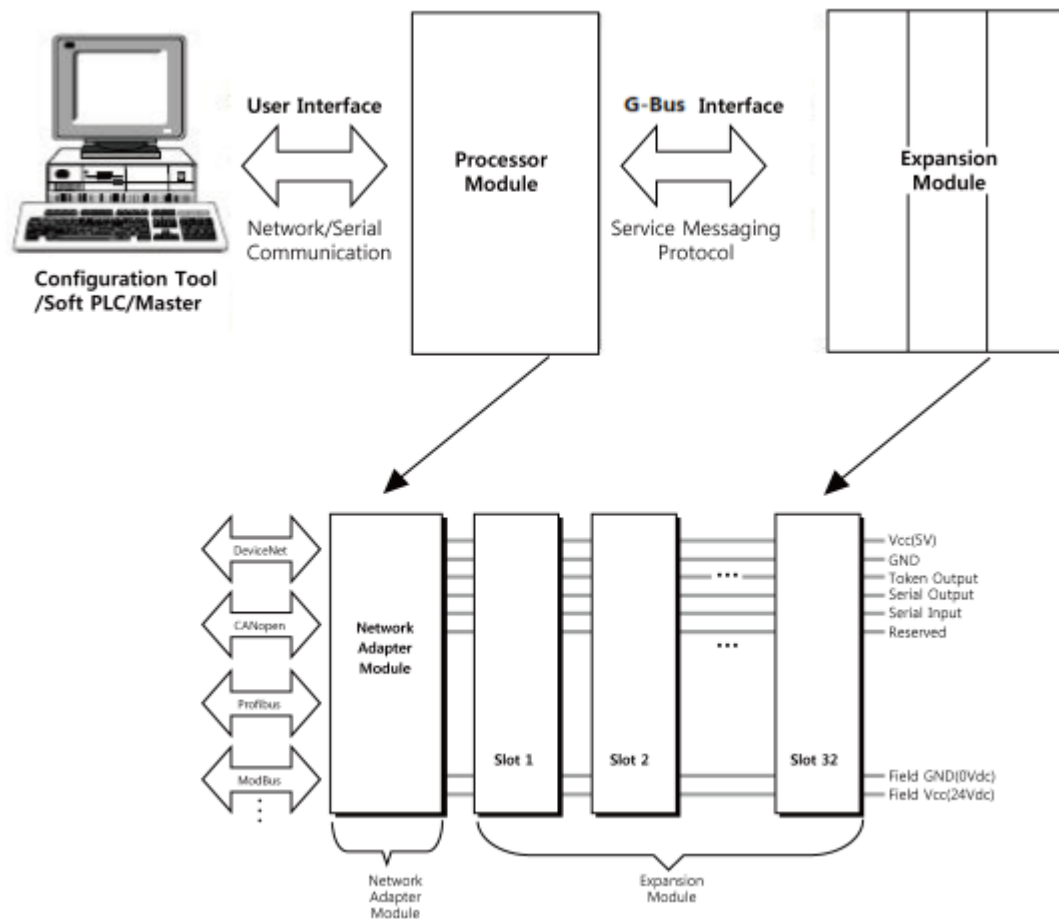 User Interface
G-Bus Interface
Processor
Module
Expansion
Module
Network/Serial
Communication
Service Messaging
Protocol
Configuration Tool
/Soft PLC/Master
DeviceNet
CANopen
Profibus
ModBus
Network
Adapter
Module
Slot 1
Slot 2
Slot 32
Vcc(5V)
GND
Token Output
Serial Output
Serial Input
Reserved
Field GND(0Vdc)
Field Vcc(24Vdc)
Network
Adapter
Module
Expansion
Module